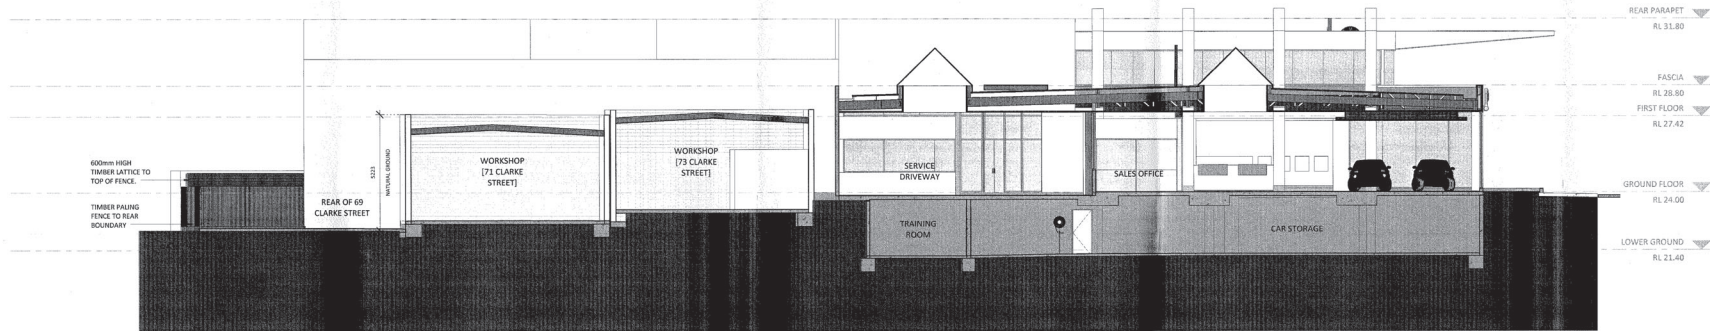 REAR PARAPET
RL 31.80
FASCIA
RL 28.80
FIRST FLOOR
RL 27.42
GROUND FLOOR
RL 24.00
LOWER GROUND
RL 21.40
600mm HIGH
TIMBER LATTICE TO
TOP OF FENCE.
TIMBER PALING
FENCE TO REAR
BOUNDARY
REAR OF 69
CLARKE STREET
5223
NATURAL GROUND
WORKSHOP
[71 CLARKE
STREET]
WORKSHOP
[73 CLARKE
STREET]
SERVICE
DRIVEWAY
SALES OFFICE
TRAINING
ROOM
CAR STORAGE